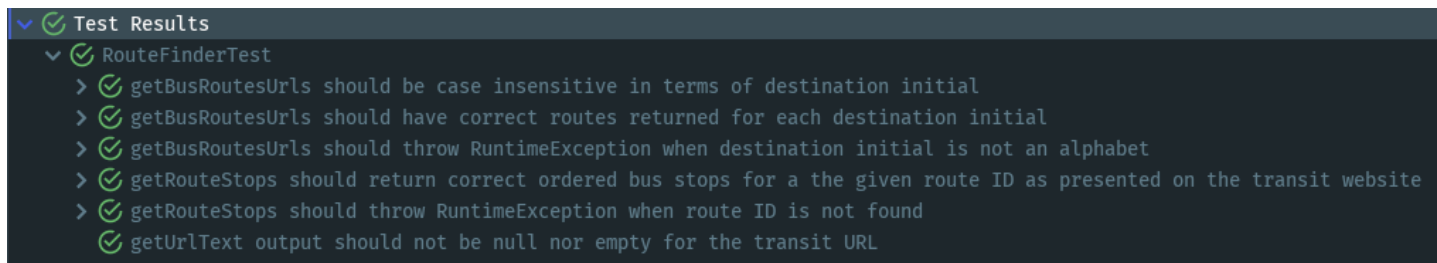 Test Results
RouteFinderTest
getBusRoutesUrls should be case insensitive in terms of destination initial
getBusRoutesUrls should have correct routes returned for each destination initial
getBusRoutesUrls should throw RuntimeException when destination initial is not an alphabet
getRouteStops should return correct ordered bus stops for a the given route ID as presented on the transit website
getRouteStops should throw RuntimeException when route ID is not found
getUrlText output should not be null nor empty for the transit URL